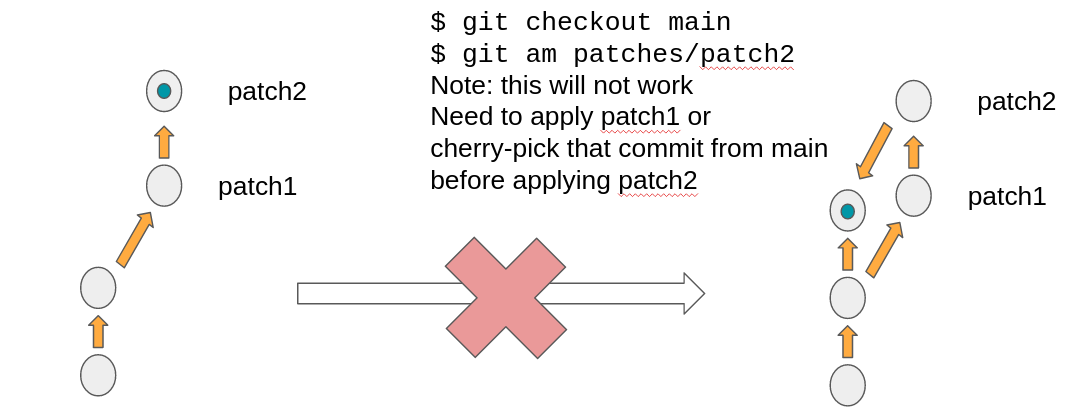 $ git checkout main
$ git am patches/patch2
Note: this will not work
Need to apply patch1 or
cherry-pick that commit from main
before applying patch2
patch2
patch1
patch2
patch1